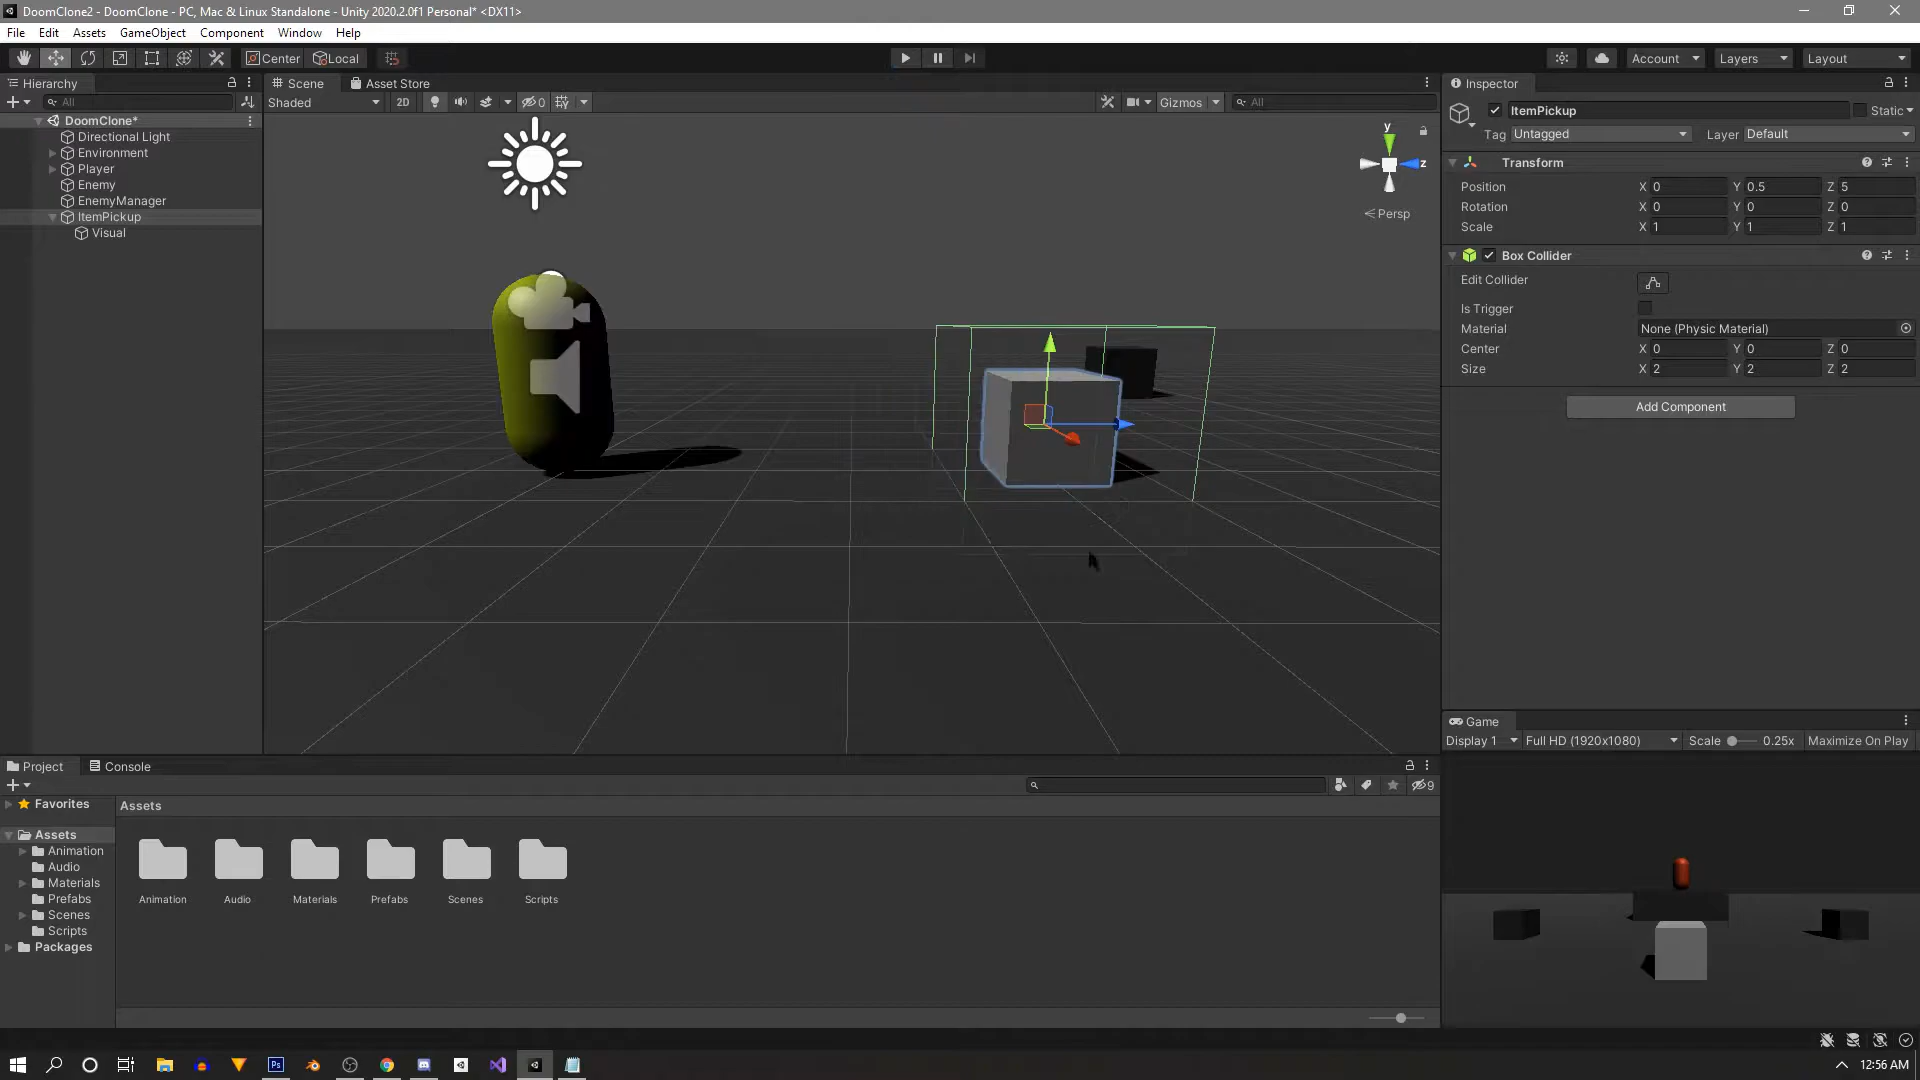 DoomClone2 - DoomClone - PC, Mac & Linux Standalone - Unity 2020.2.0f1 Personal* <DX11>
File Edit Assets GameObject Component Window Help
Center Local Account Layers Layout
Hierarchy
All
DoomClone*
Directional Light
Environment
Player
Enemy
EnemyManager
ItemPickup
Visual
Scene Asset Store
Shaded 2D 0 Gizmos All
y
z
Persp
Inspector
ItemPickup Static
Tag Untagged Layer Default
Transform
Position X 0 Y 0.5 Z 5
Rotation X 0 Y 0 Z 0
Scale X 1 Y 1 Z 1
Box Collider
Edit Collider
Is Trigger
Material None (Physic Material)
Center X 0 Y 0 Z 0
Size X 2 Y 2 Z 2
Add Component
Game
Display 1 Full HD (1920x1080) Scale 0.25x Maximize On Play
Project Console
9
Favorites
Assets
Animation
Audio
Materials
Prefabs
Scenes
Scripts
Packages
Assets
Animation Audio Materials Prefabs Scenes Scripts
Ps
12:56 AM